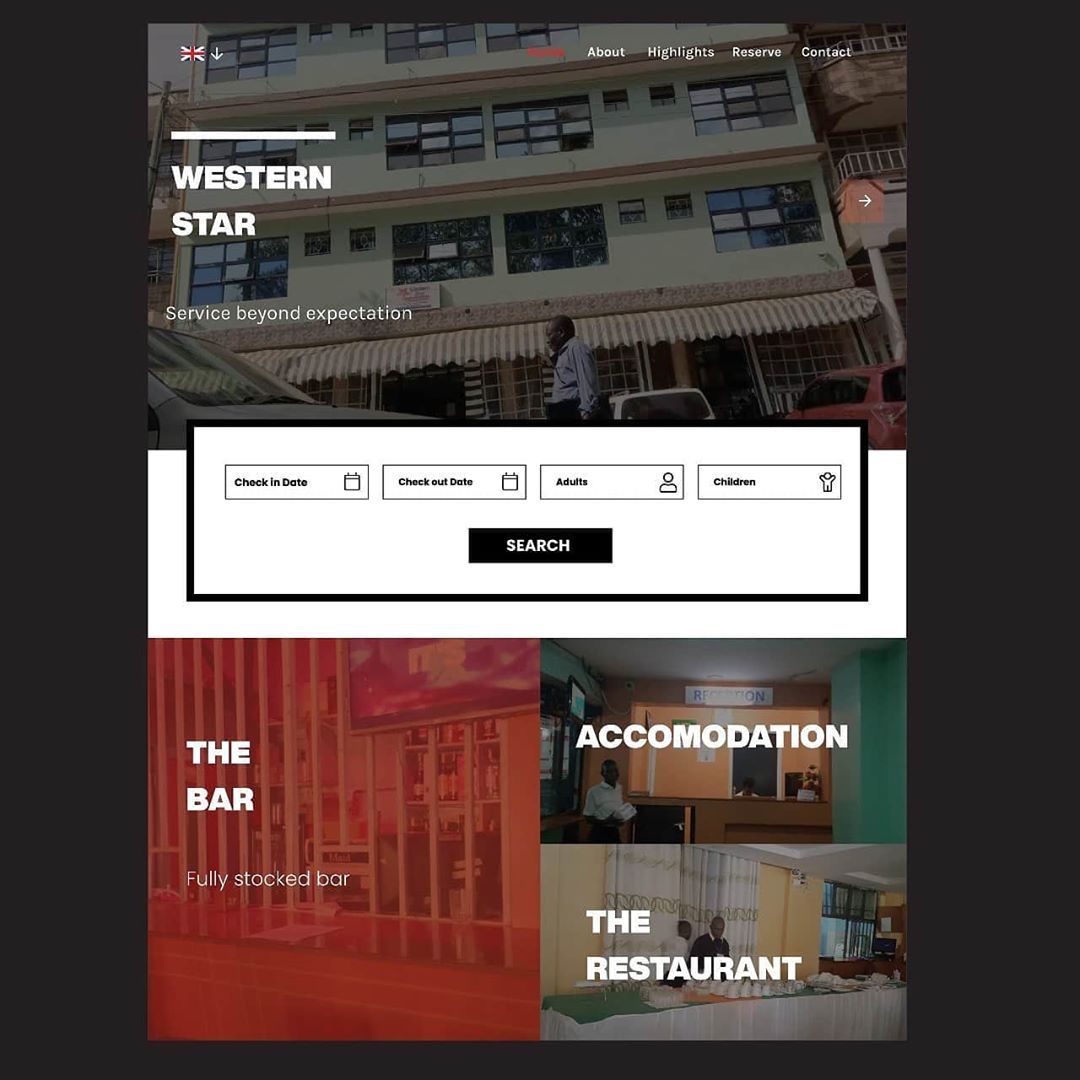 Home
About
Highlights
Reserve
Contact
WESTERN
STAR
Service beyond expectation
Check in Date
Check out Date
Adults
Children
SEARCH
THE
BAR
Fully stocked bar
RECEPTION
ACCOMODATION
THE
RESTAURANT